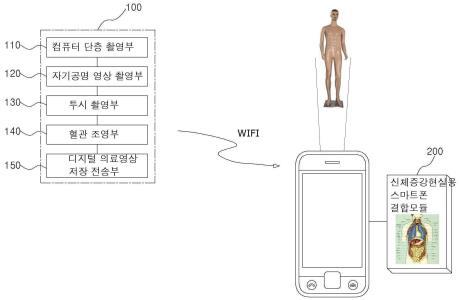 100
110
컴퓨터 단층 촬영부
120
자기공명 영상 촬영부
130
투시 촬영부
140
혈관 조영부
150
디지털 의료영상
저장 전송부
WIFI
200
신체증강현실용
스마트폰
결합모듈